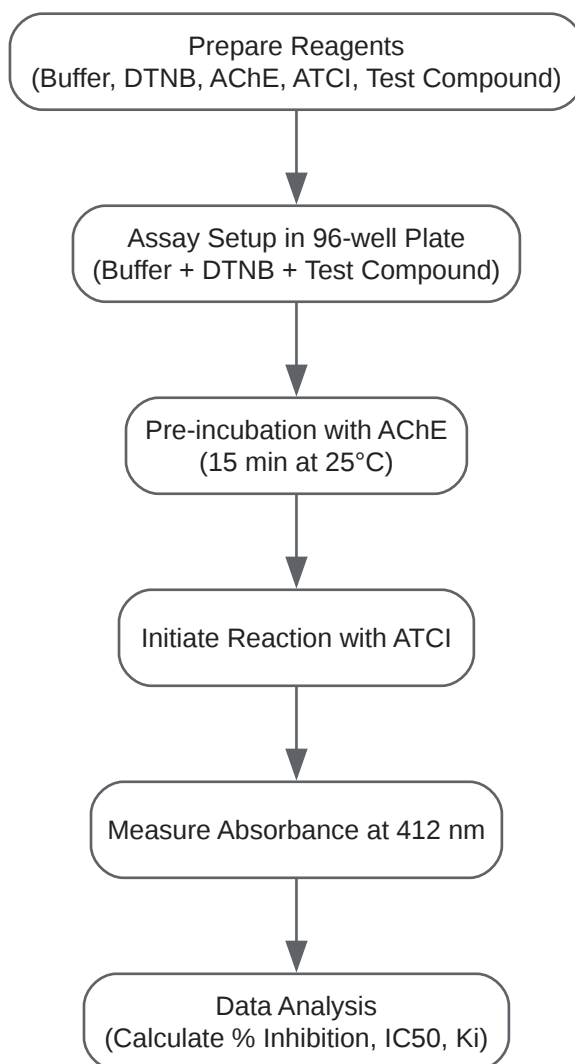 Prepare Reagents
(Buffer, DTNB, AChE, ATCI, Test Compound)
Assay Setup in 96-well Plate
(Buffer + DTNB + Test Compound)
Pre-incubation with AChE
(15 min at 25°C)
Initiate Reaction with ATCI
Measure Absorbance at 412 nm
Data Analysis
(Calculate % Inhibition, IC50, Ki)